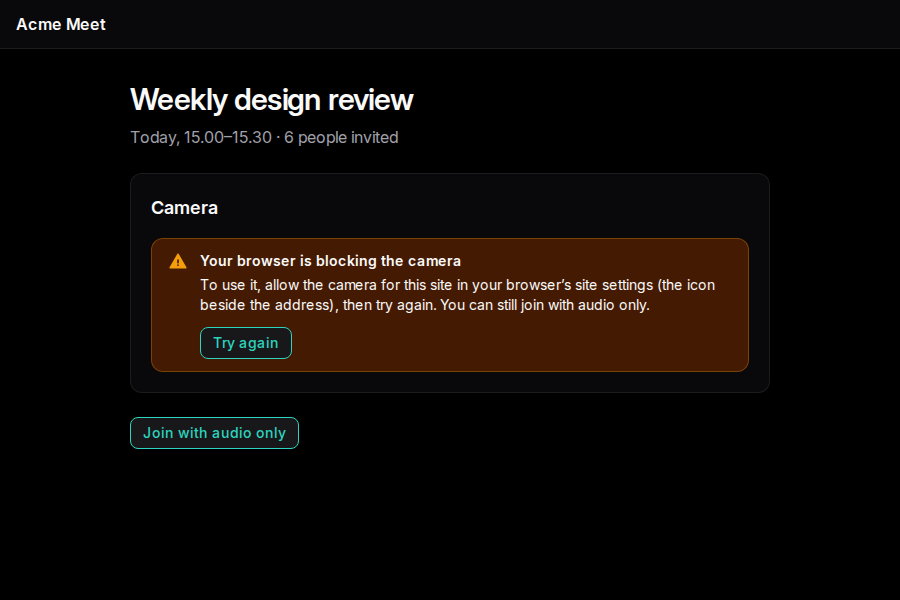 Acme Meet
Weekly design review
Today, 15.00–15.30 · 6 people invited
Camera
Your browser is blocking the camera
To use it, allow the camera for this site in your browser’s site settings (the icon
beside the address), then try again. You can still join with audio only.
Try again
Join with audio only